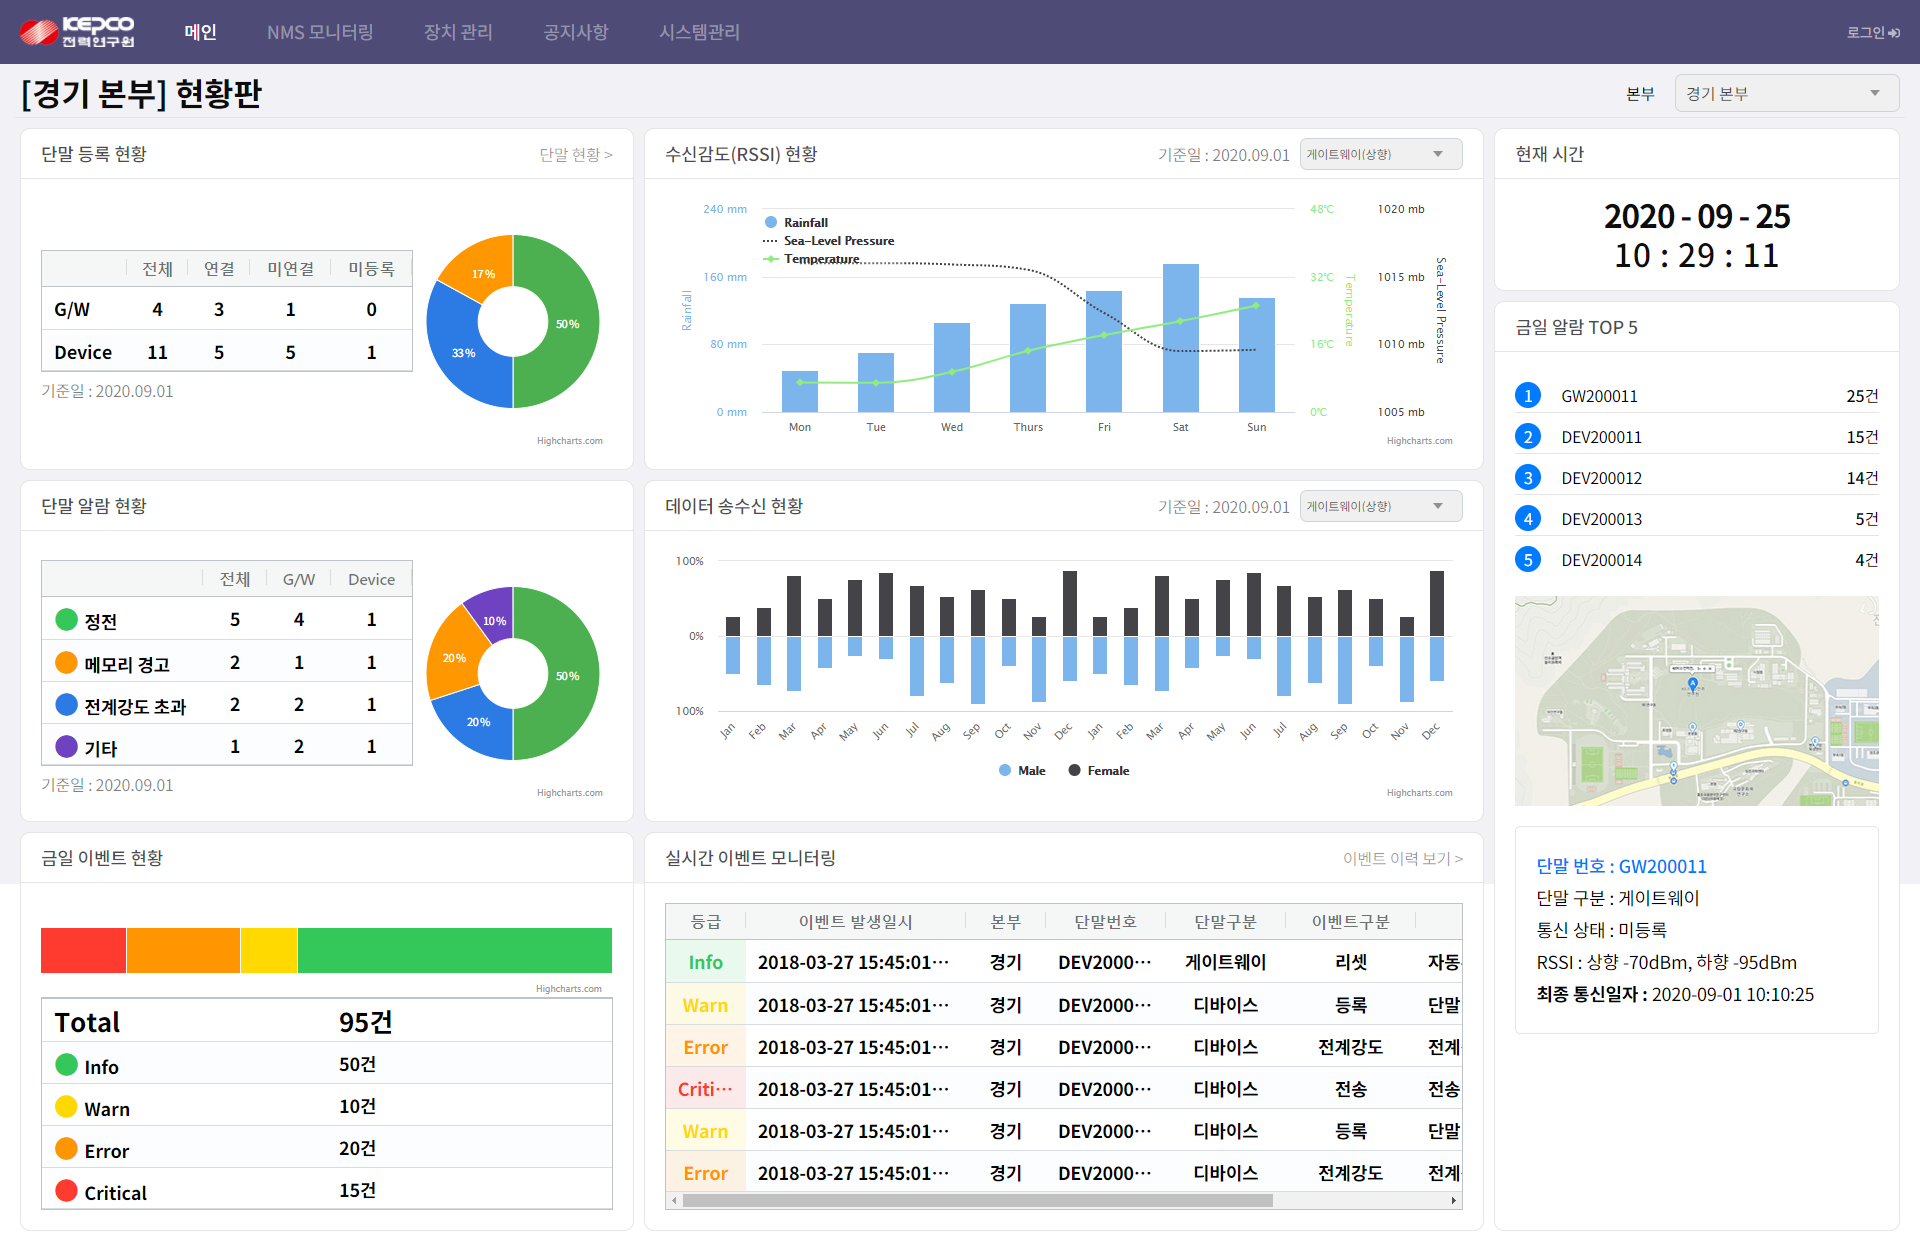 KEPCO
전력연구원
메인 NMS 모니터링 장치 관리 공지사항 시스템관리 로그인
[경기 본부] 현황판
본부 경기 본부
단말 등록 현황 단말 현황 >
전체 연결 미연결 미등록
G/W 4 3 1 0
Device 11 5 5 1
기준일 : 2020.09.01
17%
50%
33%
Highcharts.com
수신감도(RSSI) 현황 기준일 : 2020.09.01 게이트웨이(상향)
240 mm 48°C 1020 mb
Rainfall
Sea-Level Pressure
Temperature
160 mm 32°C 1015 mb
Rainfall
Temperature
Sea-Level Pressure
80 mm 16°C 1010 mb
0 mm 0°C 1005 mb
Mon Tue Wed Thurs Fri Sat Sun
Highcharts.com
현재 시간
2020 - 09 - 25
10 : 29 : 11
금일 알람 TOP 5
1 GW200011 25건
2 DEV200011 15건
3 DEV200012 14건
4 DEV200013 5건
5 DEV200014 4건
단말 번호 : GW200011
단말 구분 : 게이트웨이
통신 상태 : 미등록
RSSI : 상향 -70dBm, 하향 -95dBm
최종 통신일자 : 2020-09-01 10:10:25
단말 알람 현황
전체 G/W Device
정전 5 4 1
메모리 경고 2 1 1
전계강도 초과 2 2 1
기타 1 2 1
기준일 : 2020.09.01
10%
20%
50%
20%
Highcharts.com
데이터 송수신 현황 기준일 : 2020.09.01 게이트웨이(상향)
100%
0%
100%
Jan Feb Mar Apr May Jun Jul Aug Sep Oct Nov Dec Jan Feb Mar Apr May Jun Jul Aug Sep Oct Nov Dec
Male Female
Highcharts.com
금일 이벤트 현황
Highcharts.com
Total 95건
Info 50건
Warn 10건
Error 20건
Critical 15건
실시간 이벤트 모니터링 이벤트 이력 보기 >
등급 이벤트 발생일시 본부 단말번호 단말구분 이벤트구분
Info 2018-03-27 15:45:01··· 경기 DEV2000··· 게이트웨이 리셋 자동
Warn 2018-03-27 15:45:01··· 경기 DEV2000··· 디바이스 등록 단말
Error 2018-03-27 15:45:01··· 경기 DEV2000··· 디바이스 전계강도 전계
Criti··· 2018-03-27 15:45:01··· 경기 DEV2000··· 디바이스 전송 전송
Warn 2018-03-27 15:45:01··· 경기 DEV2000··· 디바이스 등록 단말
Error 2018-03-27 15:45:01··· 경기 DEV2000··· 디바이스 전계강도 전계